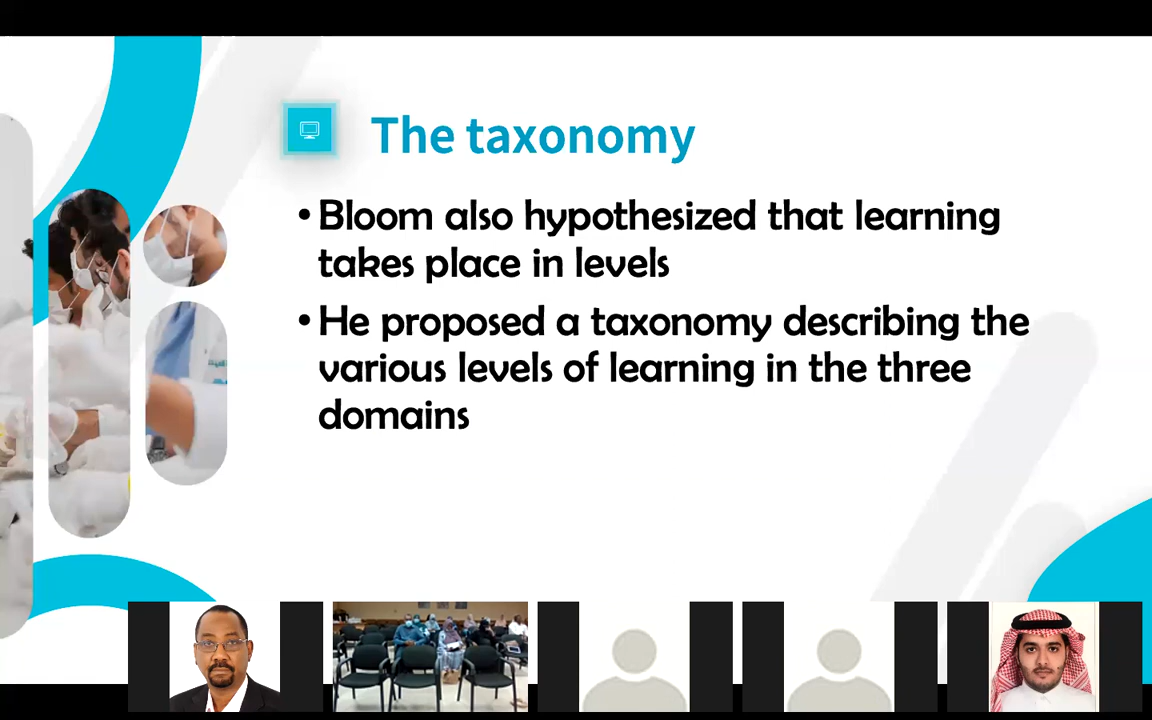 The taxonomy
• Bloom also hypothesized that learning
takes place in levels
• He proposed a taxonomy describing the
various levels of learning in the three
domains